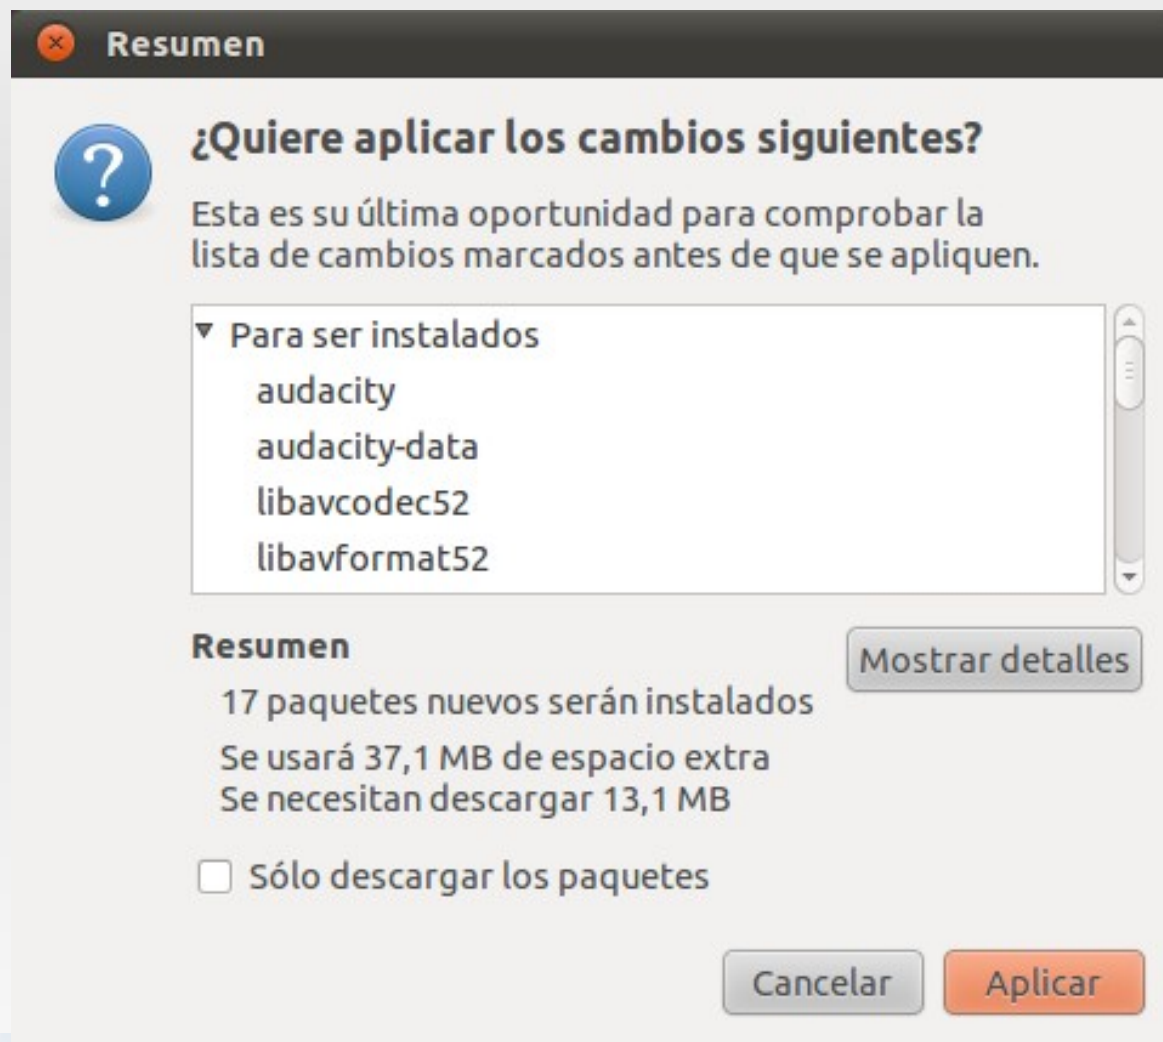 Resumen
¿Quiere aplicar los cambios siguientes?
Esta es su última oportunidad para comprobar la
lista de cambios marcados antes de que se apliquen.
Para ser instalados
audacity
audacity-data
libavcodec52
libavformat52
Resumen
Mostrar detalles
17 paquetes nuevos serán instalados
Se usará 37,1 MB de espacio extra
Se necesitan descargar 13,1 MB
Sólo descargar los paquetes
Cancelar
Aplicar